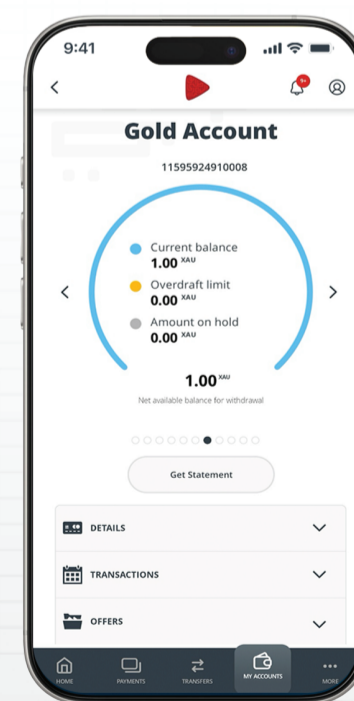 9:41
9+
Gold Account
11595924910008
Current balance
1.00 XAU
Overdraft limit
0.00 XAU
Amount on hold
0.00 XAU
1.00 XAU
Net available balance for withdrawal
Get Statement
DETAILS
TRANSACTIONS
OFFERS
HOME
PAYMENTS
TRANSFERS
MY ACCOUNTS
MORE